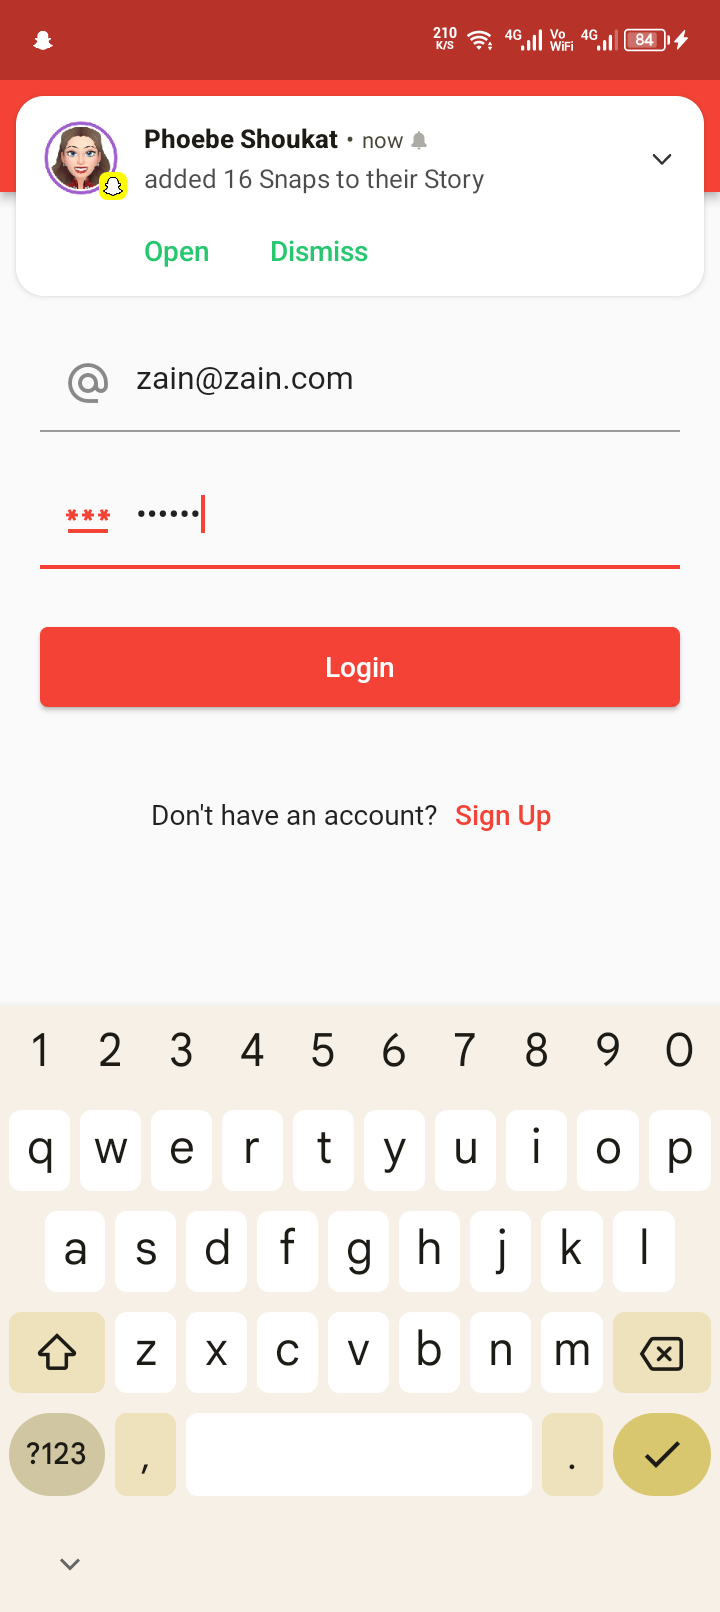 210 K/S 4G Vo WiFi 4G 84
Phoebe Shoukat • now
added 16 Snaps to their Story
Open Dismiss
zain@zain.com
*** ••••••
Login
Don't have an account? Sign Up
1 2 3 4 5 6 7 8 9 0
q w e r t y u i o p
a s d f g h j k l
z x c v b n m
?123 , .